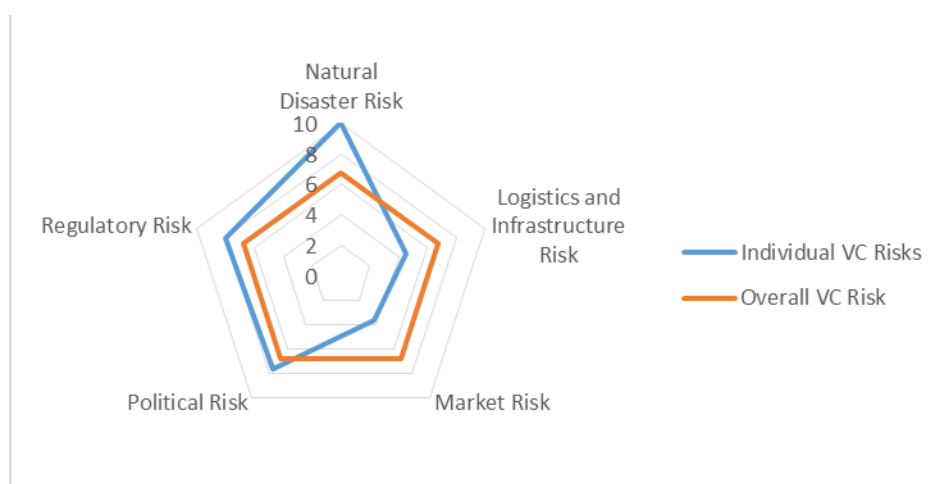 Natural
Disaster Risk
10
8
6
4
2
0
Logistics and
Infrastructure
Risk
Regulatory Risk
Individual VC Risks
Overall VC Risk
Political Risk
Market Risk